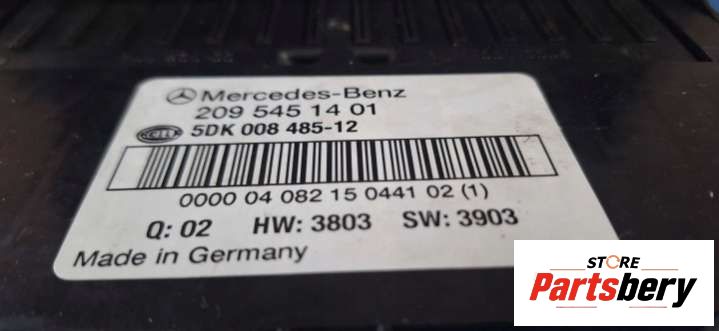 Mercedes-Benz
209 545 14 01
HELLA 5DK 008 485-12
0000 04 082 15 0441 02 (1)
Q: 02 HW: 3803 SW: 3903
Made in Germany
STORE
Partsbery